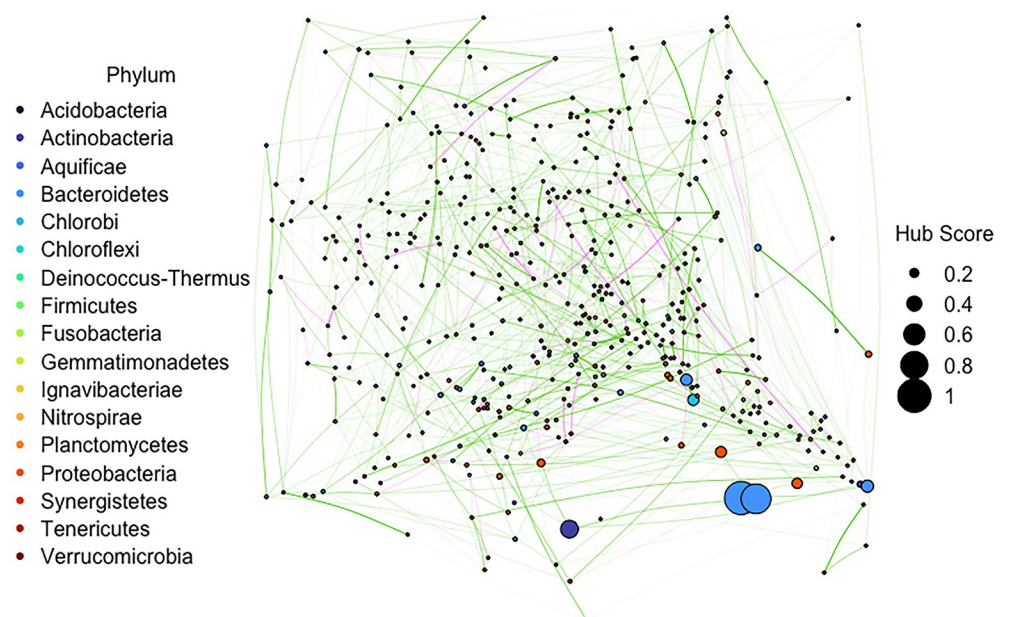 Phylum
Acidobacteria
Actinobacteria
Aquificae
Bacteroidetes
Chlorobi
Chloroflexi
Deinococcus-Thermus
Firmicutes
Fusobacteria
Gemmatimonadetes
Ignavibacteriae
Nitrospirae
Planctomycetes
Proteobacteria
Synergistetes
Tenericutes
Verrucomicrobia
Hub Score
0.2
0.4
0.6
0.8
1